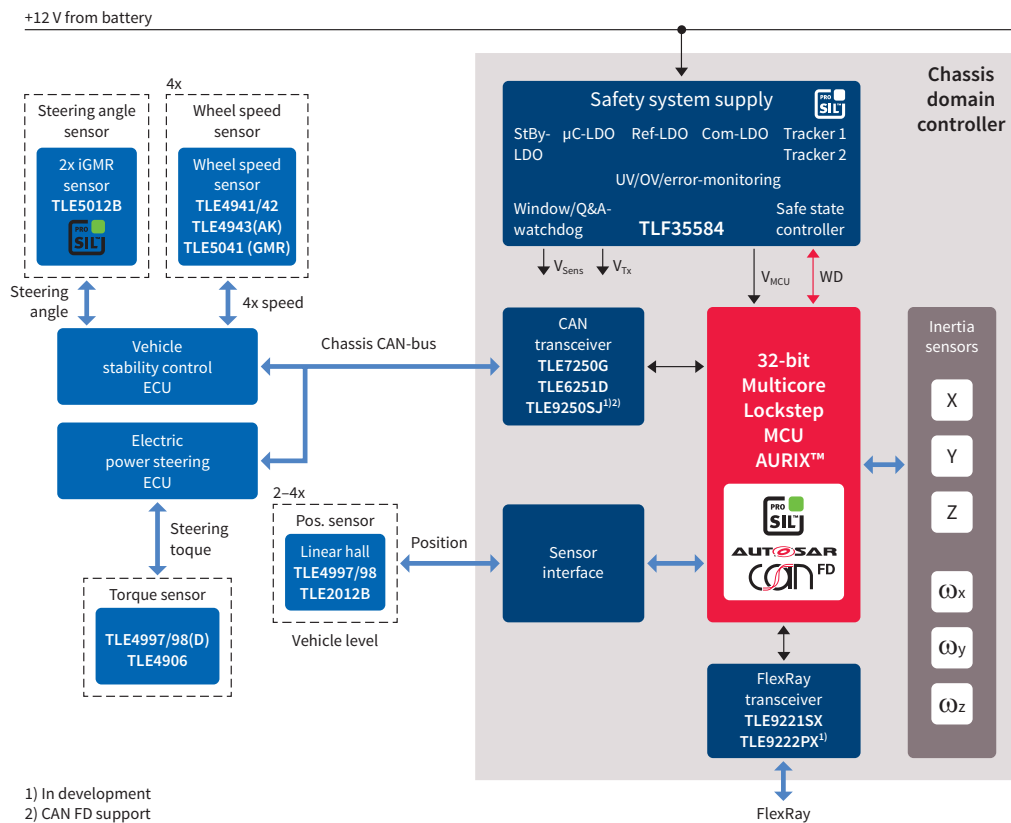 +12 V from battery
Chassis
domain
controller
Safety system supply
PRO
SIL™
StBy-
LDO
µC-LDO
Ref-LDO
Com-LDO
Tracker 1
Tracker 2
UV/OV/error-monitoring
Window/Q&A-
watchdog
TLF35584
Safe state
controller
4x
Steering angle
sensor
2x iGMR
sensor
TLE5012B
PRO
SIL™
Wheel speed
sensor
Wheel speed
sensor
TLE4941/42
TLE4943(AK)
TLE5041 (GMR)
VSens
VTx
VMCU
WD
Steering
angle
4x speed
Vehicle
stability control
ECU
Chassis CAN-bus
CAN
transceiver
TLE7250G
TLE6251D
TLE9250SJ1)2)
32-bit
Multicore
Lockstep
MCU
AURIX™
PRO
SIL™
AUTOSAR
CAN FD
Inertia
sensors
X
Y
Z
ωx
ωy
ωz
Electric
power steering
ECU
Steering
toque
2–4x
Pos. sensor
Linear hall
TLE4997/98
TLE2012B
Vehicle level
Position
Sensor
interface
Torque sensor
TLE4997/98(D)
TLE4906
FlexRay
transceiver
TLE9221SX
TLE9222PX1)
FlexRay
1) In development
2) CAN FD support